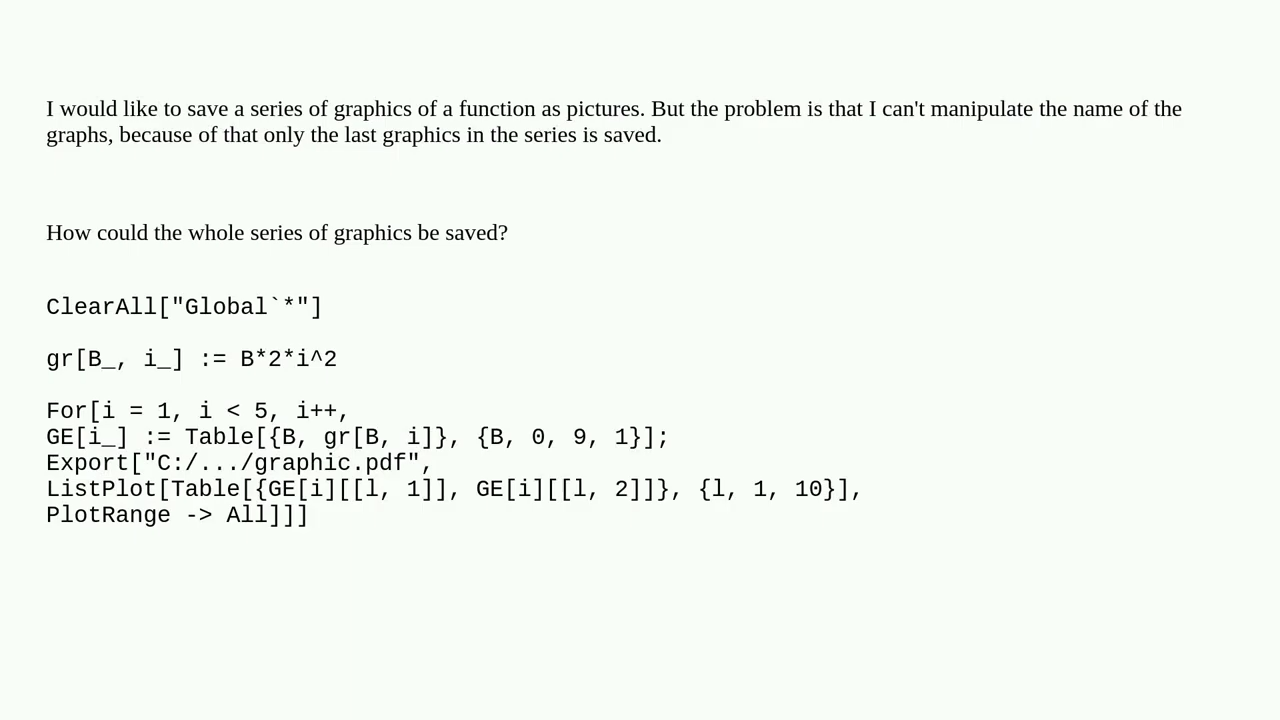 I would like to save a series of graphics of a function as pictures. But the problem is that I can't manipulate the name of the
graphs, because of that only the last graphics in the series is saved.
How could the whole series of graphics be saved?
ClearAll["Global`*"]
gr[B_, i_] := B*2*i^2
For[i = 1, i < 5, i++,
GE[i_] := Table[{B, gr[B, i]}, {B, 0, 9, 1}];
Export["C:/.../graphic.pdf",
ListPlot[Table[{GE[i][[l, 1]], GE[i][[l, 2]]}, {l, 1, 10}],
PlotRange -> All]]]